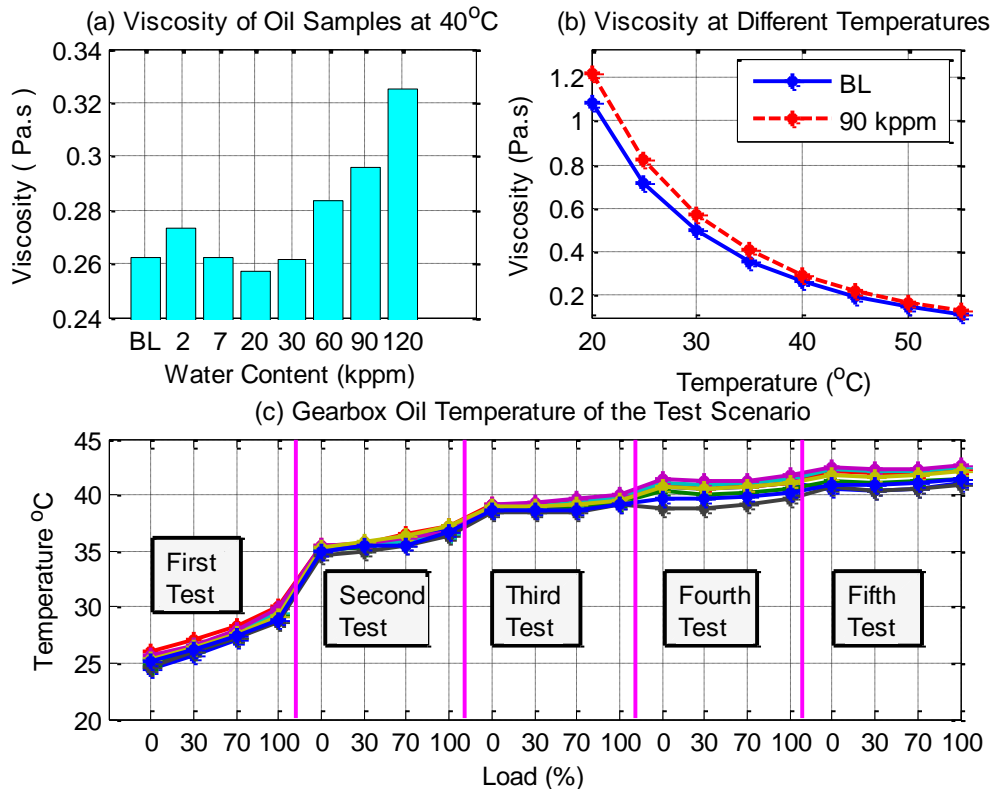 (a) Viscosity of Oil Samples at 40°C
0.34
0.32
0.3
0.28
0.26
0.24
Viscosity ( Pa.s)
BL 2 7 20 30 60 90 120
Water Content (kppm)
(b) Viscosity at Different Temperatures
1.2
1
0.8
0.6
0.4
0.2
Viscosity (Pa.s)
BL
90 kppm
20 30 40 50
Temperature (°C)
(c) Gearbox Oil Temperature of the Test Scenario
45
40
35
30
25
20
Temperature °C
First
Test
Second
Test
Third
Test
Fourth
Test
Fifth
Test
0 30 70 100 0 30 70 100 0 30 70 100 0 30 70 100 0 30 70 100
Load (%)